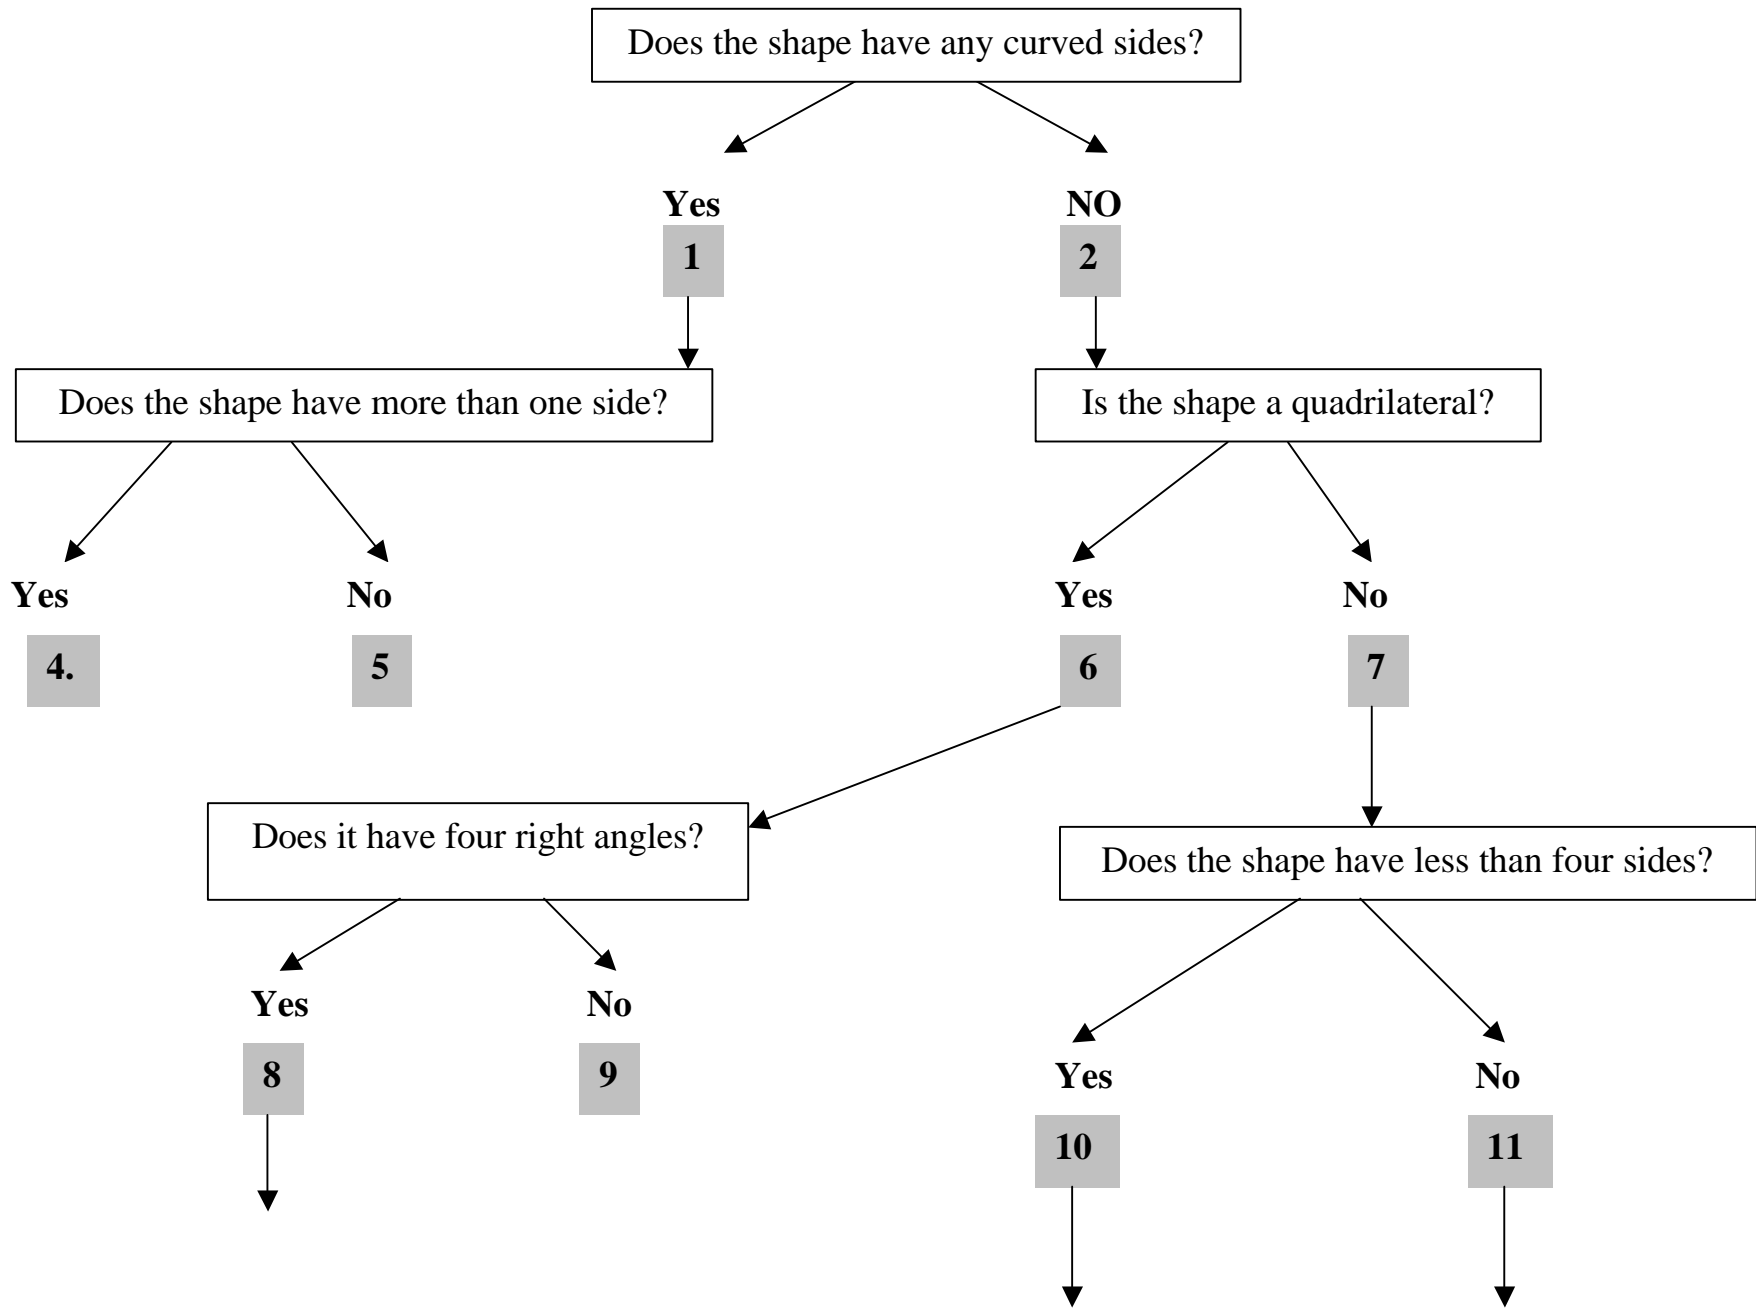 Does the shape have any curved sides?
Yes
NO
1
2
Does the shape have more than one side?
Is the shape a quadrilateral?
Yes
No
Yes
No
4.
5
6
7
Does it have four right angles?
Does the shape have less than four sides?
Yes
No
8
9
Yes
No
10
11